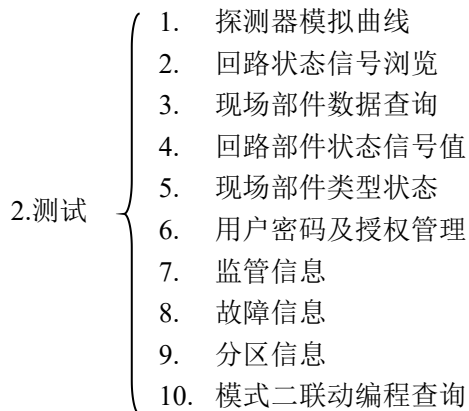 2.测试
1. 探测器模拟曲线
2. 回路状态信号浏览
3. 现场部件数据查询
4. 回路部件状态信号值
5. 现场部件类型状态
6. 用户密码及授权管理
7. 监管信息
8. 故障信息
9. 分区信息
10. 模式二联动编程查询